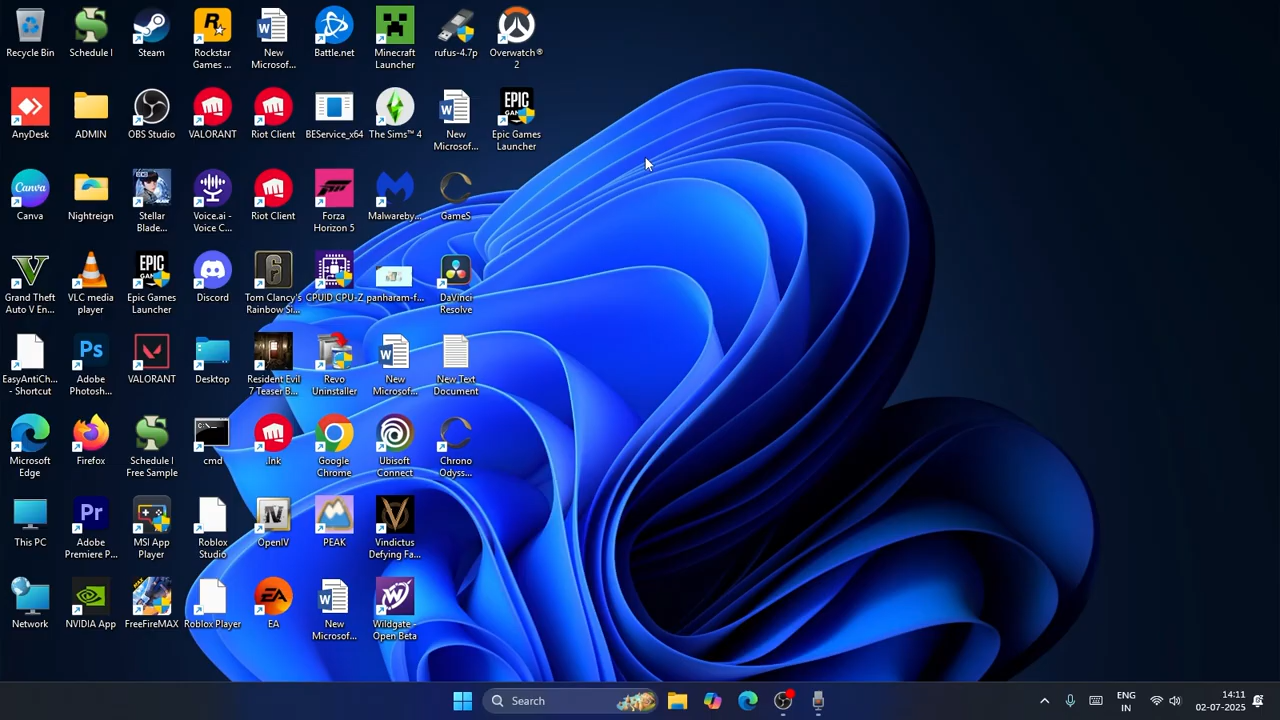 Recycle Bin
Schedule I
Steam
Rockstar
Games ...
New
Microsof...
Battle.net
Minecraft
Launcher
rufus-4.7p
Overwatch®
2
AnyDesk
ADMIN
OBS Studio
VALORANT
Riot Client
BEService_x64
The Sims™ 4
New
Microsof...
Epic Games
Launcher
Canva
Nightreign
Stellar
Blade...
Voice.ai -
Voice C...
Riot Client
Forza
Horizon 5
Malwareby...
GameS
Grand Theft
Auto V En...
VLC media
player
Epic Games
Launcher
Discord
Tom Clancy's
Rainbow Si...
CPUID CPU-Z
panharam-f...
DaVinci
Resolve
EasyAntiCh...
- Shortcut
Adobe
Photosh...
VALORANT
Desktop
Resident Evil
7 Teaser B...
Revo
Uninstaller
New
Microsof...
New Text
Document
Microsoft
Edge
Firefox
Schedule I
Free Sample
cmd
.lnk
Google
Chrome
Ubisoft
Connect
Chrono
Odyss...
This PC
Adobe
Premiere P...
MSI App
Player
Roblox
Studio
OpenIV
PEAK
Vindictus
Defying Fa...
Network
NVIDIA App
FreeFireMAX
Roblox Player
EA
New
Microsof...
Wildgate -
Open Beta
Search
ENG
IN
14:11
02-07-2025